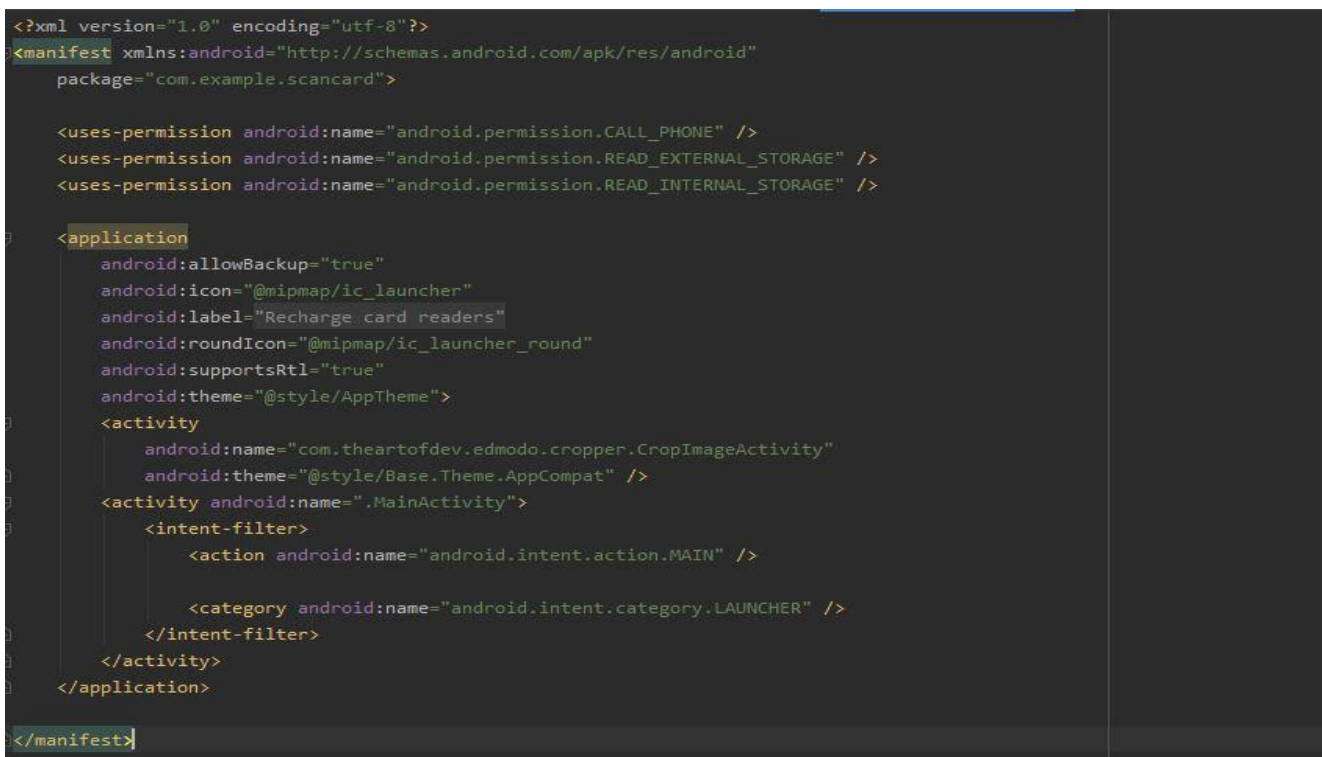 <?xml version="1.0" encoding="utf-8"?>
<manifest xmlns:android="http://schemas.android.com/apk/res/android"
    package="com.example.scancard">

    <uses-permission android:name="android.permission.CALL_PHONE" />
    <uses-permission android:name="android.permission.READ_EXTERNAL_STORAGE" />
    <uses-permission android:name="android.permission.READ_INTERNAL_STORAGE" />

    <application
        android:allowBackup="true"
        android:icon="@mipmap/ic_launcher"
        android:label="Recharge card readers"
        android:roundIcon="@mipmap/ic_launcher_round"
        android:supportsRtl="true"
        android:theme="@style/AppTheme">
        <activity
            android:name="com.theartofdev.edmodo.cropper.CropImageActivity"
            android:theme="@style/Base.Theme.AppCompat" />
        <activity android:name=".MainActivity">
            <intent-filter>
                <action android:name="android.intent.action.MAIN" />

                <category android:name="android.intent.category.LAUNCHER" />
            </intent-filter>
        </activity>
    </application>

</manifest>